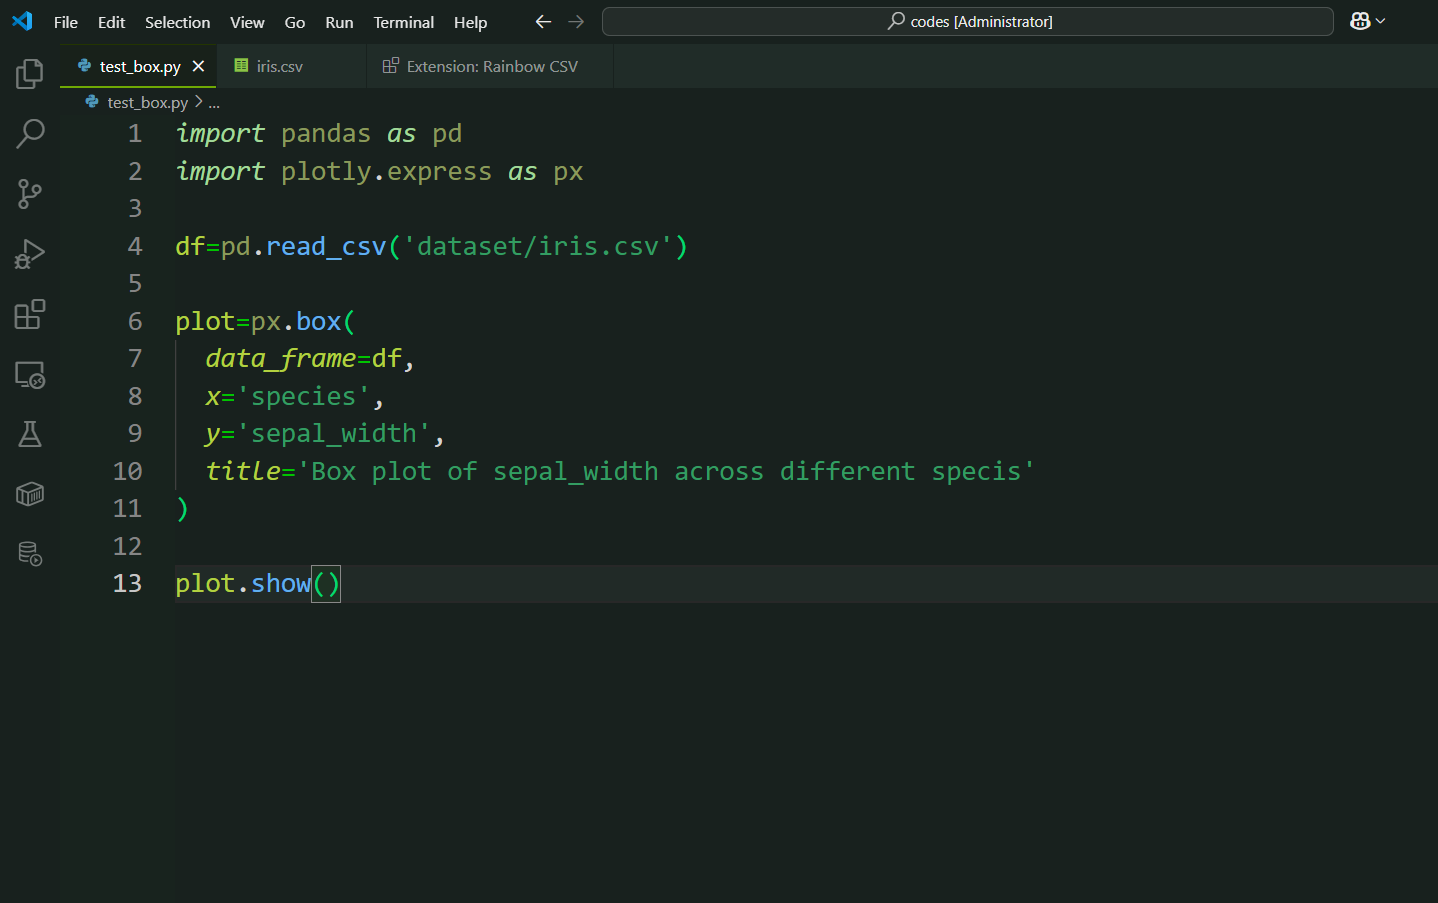 File Edit Selection View Go Run Terminal Help codes [Administrator]
test_box.py iris.csv Extension: Rainbow CSV
test_box.py > ...
1 import pandas as pd
2 import plotly.express as px
3
4 df=pd.read_csv('dataset/iris.csv')
5
6 plot=px.box(
7 data_frame=df,
8 x='species',
9 y='sepal_width',
10 title='Box plot of sepal_width across different specis'
11 )
12
13 plot.show()